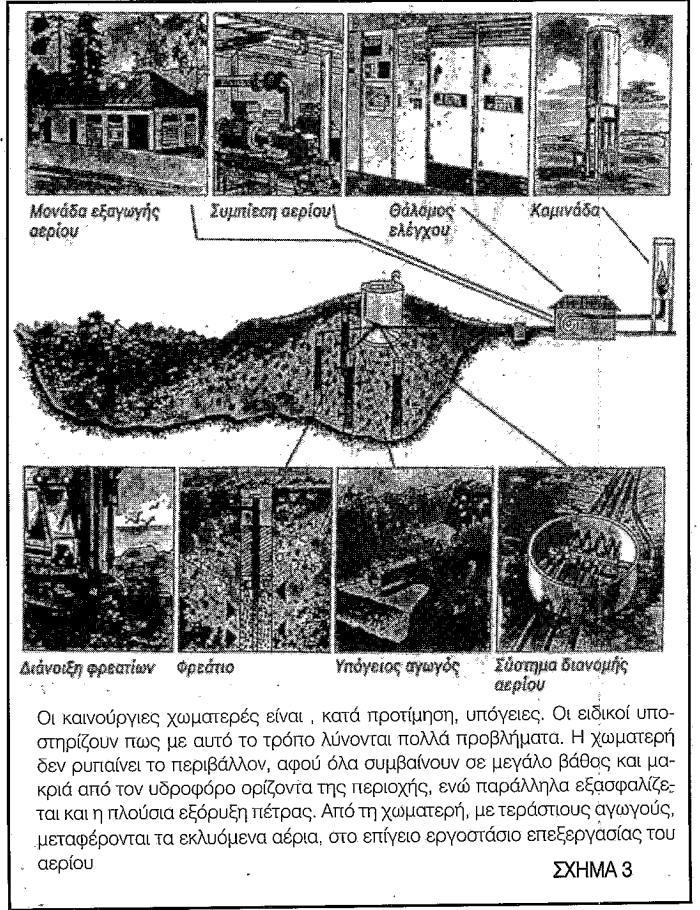 Μονάδα εξαγωγής
αερίου
Συμπίεση αερίου
Θάλαμος
ελέγχου
Καμινάδα
Διάνοιξη φρεατίων
Φρεάτιο
Υπόγειος αγωγός
Σύστημα διανομής
αερίου
Οι καινούργιες χωματερές είναι , κατά προτίμηση, υπόγειες. Οι ειδικοί υπο-
στηρίζουν πως με αυτό το τρόπο λύνονται πολλά προβλήματα. Η χωματερή
δεν ρυπαίνει το περιβάλλον, αφού όλα συμβαίνουν σε μεγάλο βάθος και μα-
κριά από τον υδροφόρο ορίζοντα της περιοχής, ενώ παράλληλα εξασφαλίζε-
ται και η πλούσια εξόρυξη πέτρας. Από τη χωματερή, με τεράστιους αγωγούς,
μεταφέρονται τα εκλυόμενα αέρια, στο επίγειο εργοστάσιο επεξεργασίας του
αερίου
ΣΧΗΜΑ 3